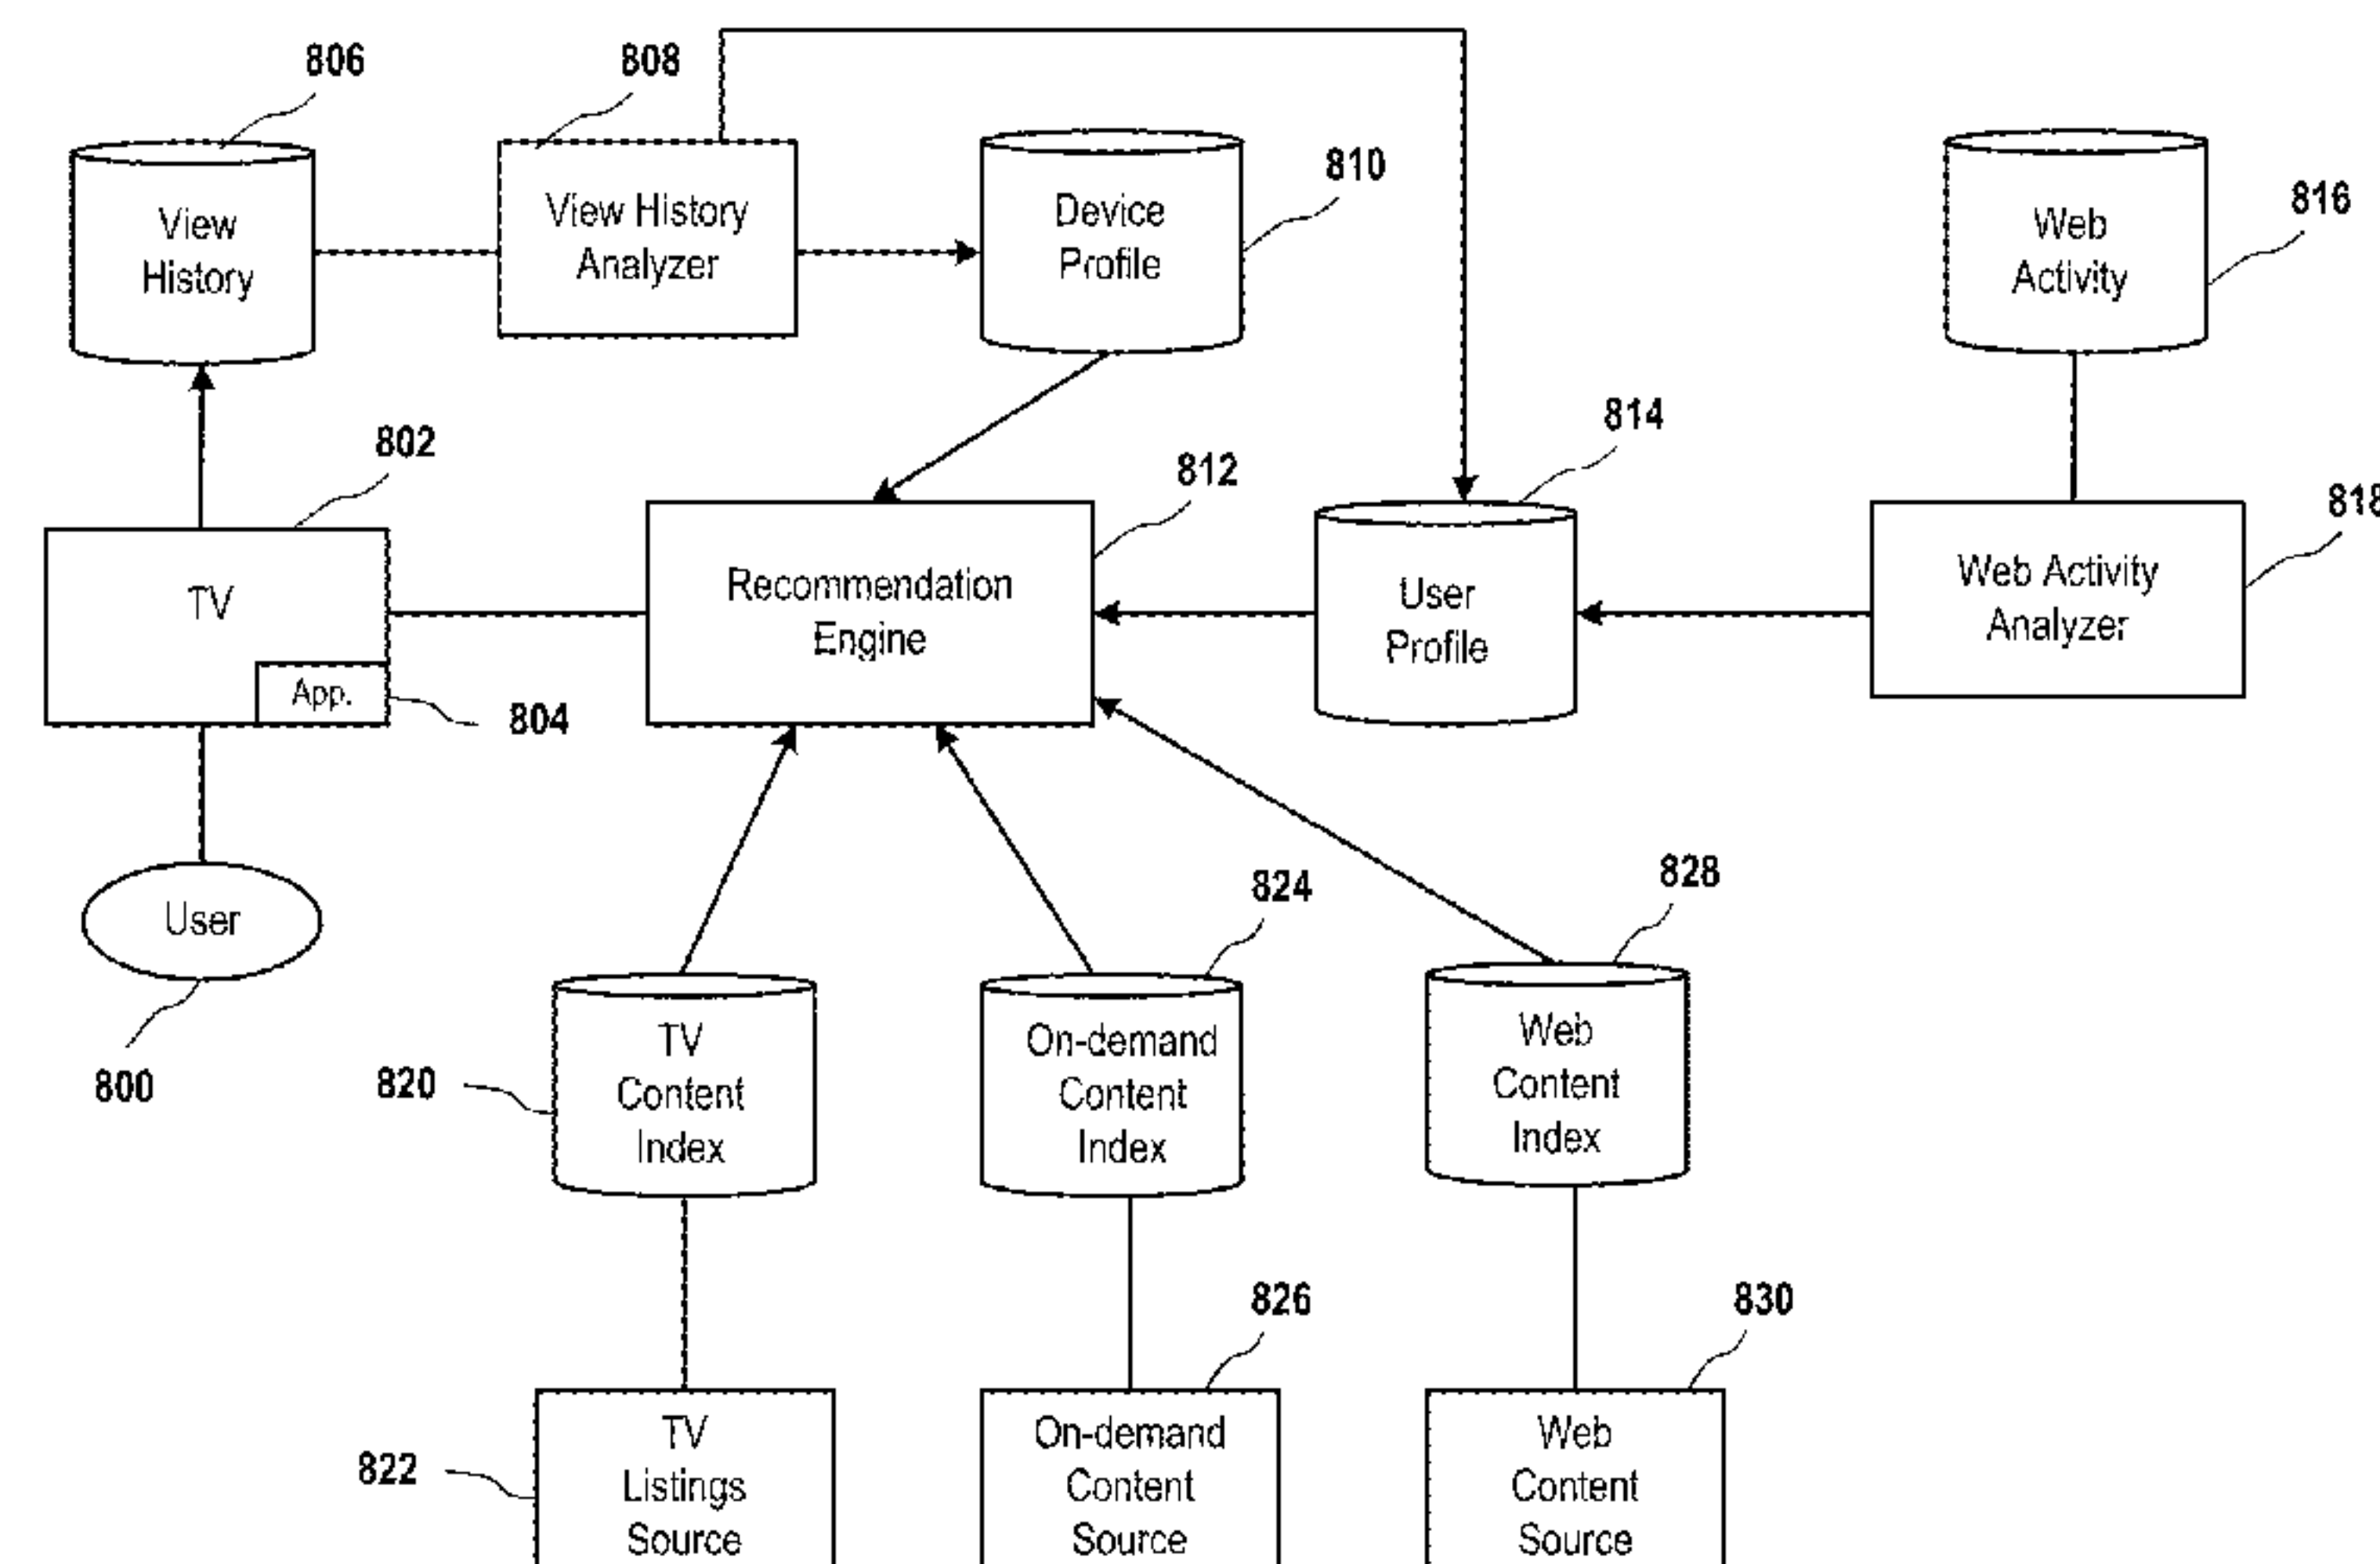 806
808
View
History
View History
Analyzer
Device
Profile
810
Web
Activity
816
802
812
814
818
TV
App.
804
Recommendation
Engine
User
Profile
Web Activity
Analyzer
User
800
824
828
820
TV
Content
Index
On-demand
Content
Index
Web
Content
Index
826
830
822
TV
Listings
Source
On-demand
Content
Source
Web
Content
Source